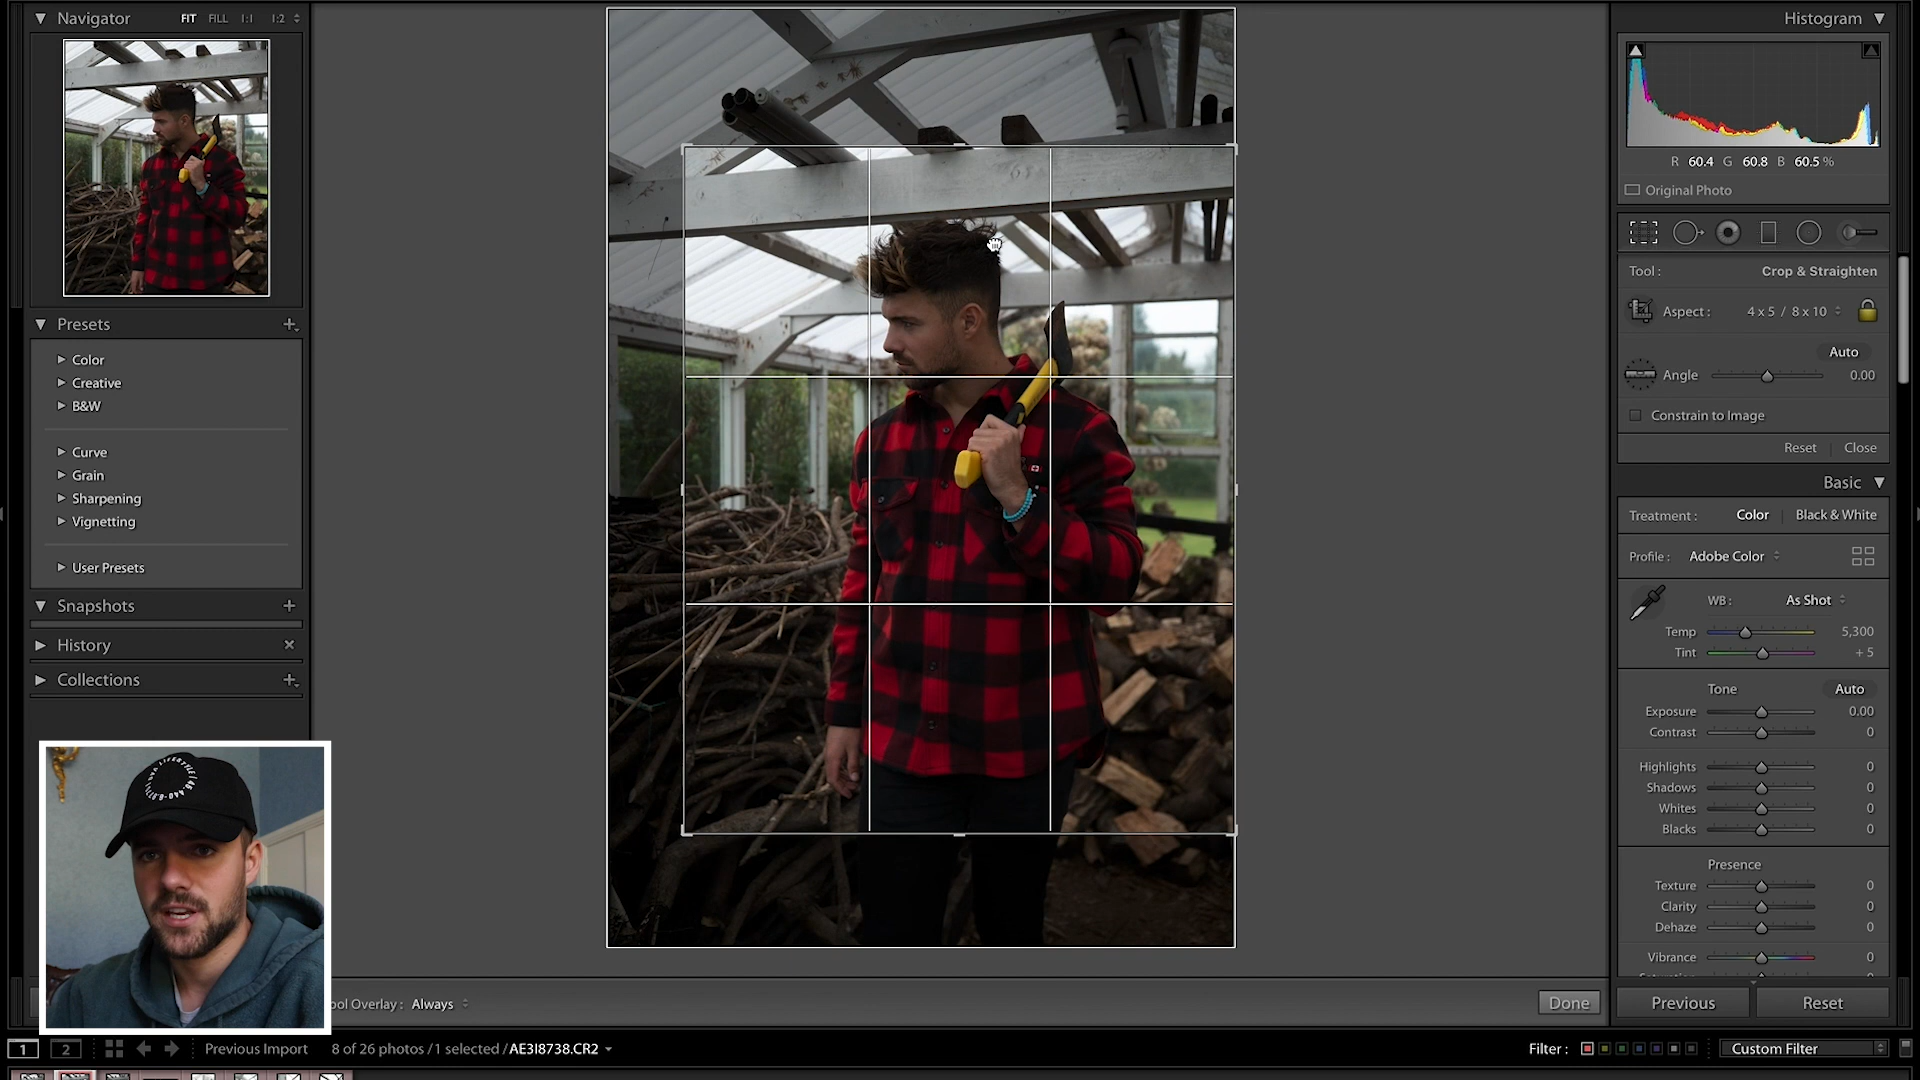 Navigator FIT FILL 1:1 1:2
Presets
Color
Creative
B&W
Curve
Grain
Sharpening
Vignetting
User Presets
Snapshots
History
Collections
Tool Overlay : Always
Done
Histogram
R 60.4 G 60.8 B 60.5 %
Original Photo
Tool : Crop & Straighten
Aspect : 4 x 5 / 8 x 10
Auto
Angle 0.00
Constrain to Image
Reset Close
Basic
Treatment : Color Black & White
Profile : Adobe Color
WB : As Shot
Temp 5,300
Tint + 5
Tone Auto
Exposure 0.00
Contrast 0
Highlights 0
Shadows 0
Whites 0
Blacks 0
Presence
Texture 0
Clarity 0
Dehaze 0
Vibrance 0
Previous Reset
1 2 Previous Import 8 of 26 photos /1 selected /AE3I8738.CR2 Filter : Custom Filter